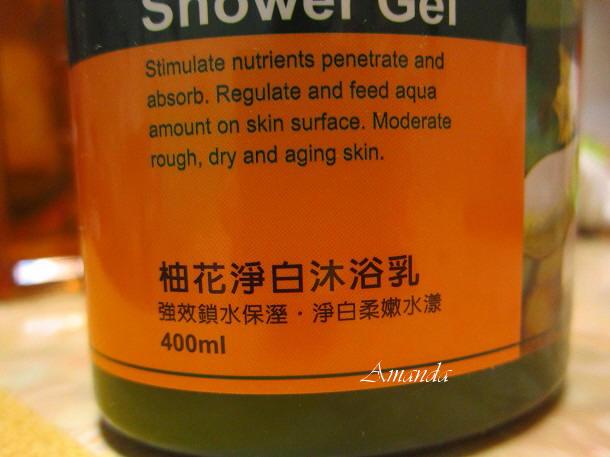 Shower Gel
Stimulate nutrients penetrate and
absorb. Regulate and feed aqua
amount on skin surface. Moderate
rough, dry and aging skin.
柚花淨白沐浴乳
強效鎖水保溼・淨白柔嫩水漾
400ml
Amanda